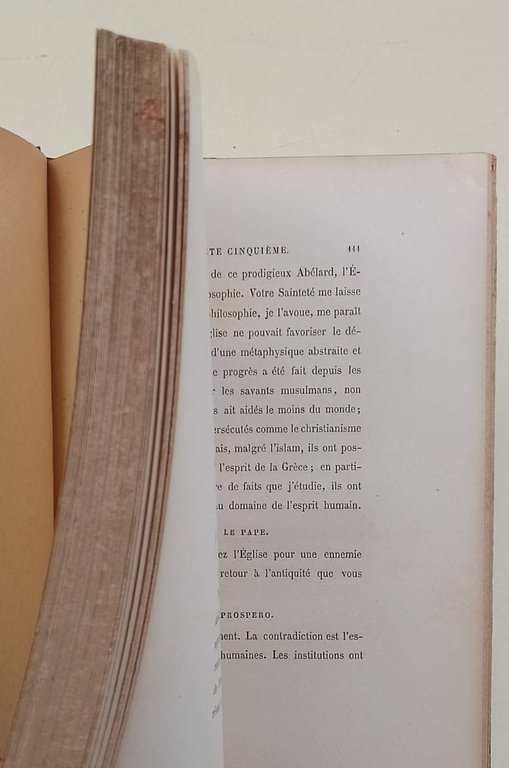 TE CINQUIÈME. 111
de ce prodigieux Abélard, l'É-
osophie. Votre Sainteté me laisse
philosophie, je l'avoue, me paraît
glise ne pouvait favoriser le dé-
d'une métaphysique abstraite et
e progrès a été fait depuis les
les savants musulmans, non
s ait aidés le moins du monde;
ersécutés comme le christianisme
ais, malgré l'islam, ils ont pos-
l'esprit de la Grèce; en parti-
e de faits que j'étudie, ils ont
u domaine de l'esprit humain.
LE PAPE.
ez l'Église pour une ennemie
retour à l'antiquité que vous
PROSPERO.
ment. La contradiction est l'es-
humaines. Les institutions ont